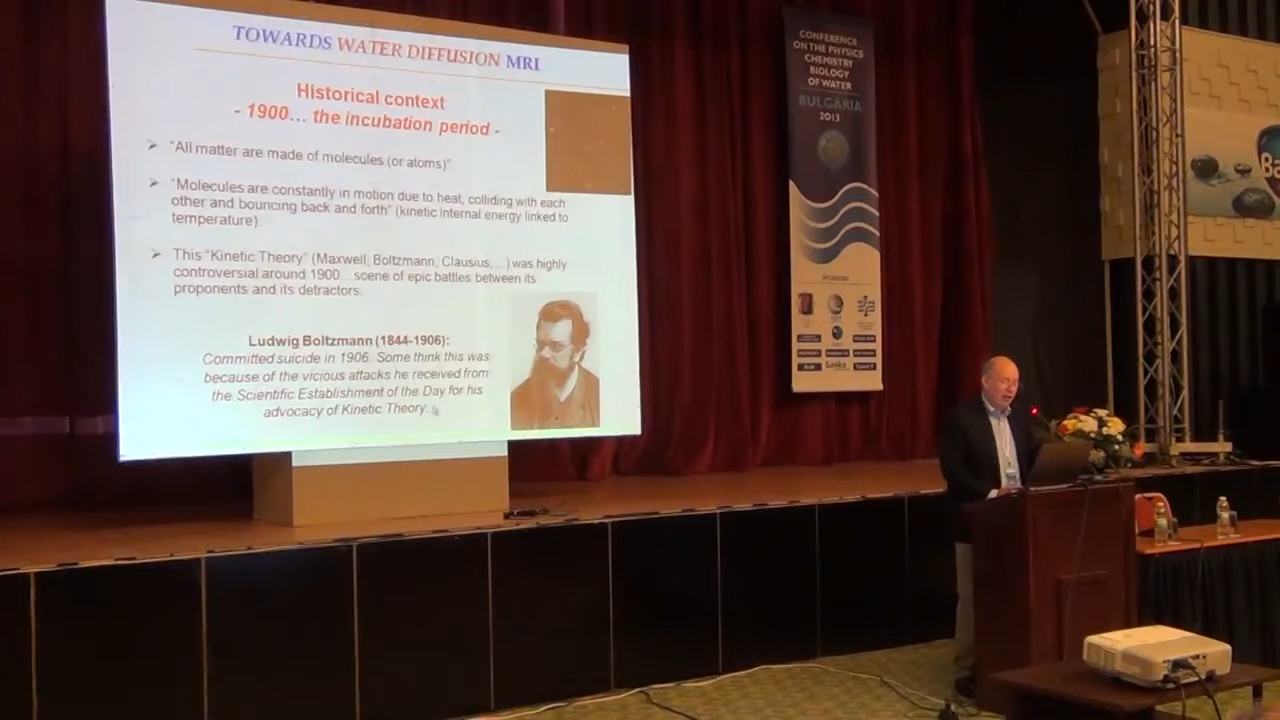 TOWARDS WATER DIFFUSION MRI
Historical context
- 1900… the incubation period -
➢ "All matter are made of molecules (or atoms)"
➢ "Molecules are constantly in motion due to heat, colliding with each
other and bouncing back and forth" (kinetic internal energy linked to
temperature).
➢ This "Kinetic Theory" (Maxwell, Boltzmann, Clausius,…) was highly
controversial around 1900… scene of epic battles between its
proponents and its detractors.
Ludwig Boltzmann (1844-1906):
Committed suicide in 1906. Some think this was
because of the vicious attacks he received from
the Scientific Establishment of the Day for his
advocacy of Kinetic Theory…
CONFERENCE
ON THE PHYSICS
CHEMISTRY
BIOLOGY
OF WATER
BULGARIA
2013
Ba